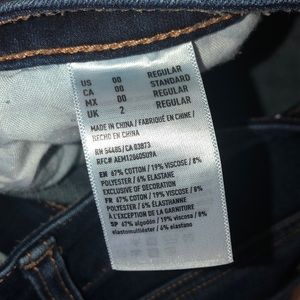 US 00 REGULAR
CA 00 STANDARD
MX 00 REGULAR
UK 2 REGULAR
MADE IN CHINA / FABRIQUÉ EN CHINE /
HECHO EN CHINA
RN 54485/CA 03873
RFC# AEM120605U9A
EN 67% COTTON / 19% VISCOSE / 8%
POLYESTER / 6% ELASTANE
EXCLUSIVE OF DECORATION
FR 67% COTON / 19% VISCOSE / 8%
POLYESTER / 6% ÉLASTHANNE
À L'EXCEPTION DE LA GARNITURE
SP 67% algodón / 19% viscosa / 8%
elastomultiéster / 6% elastano